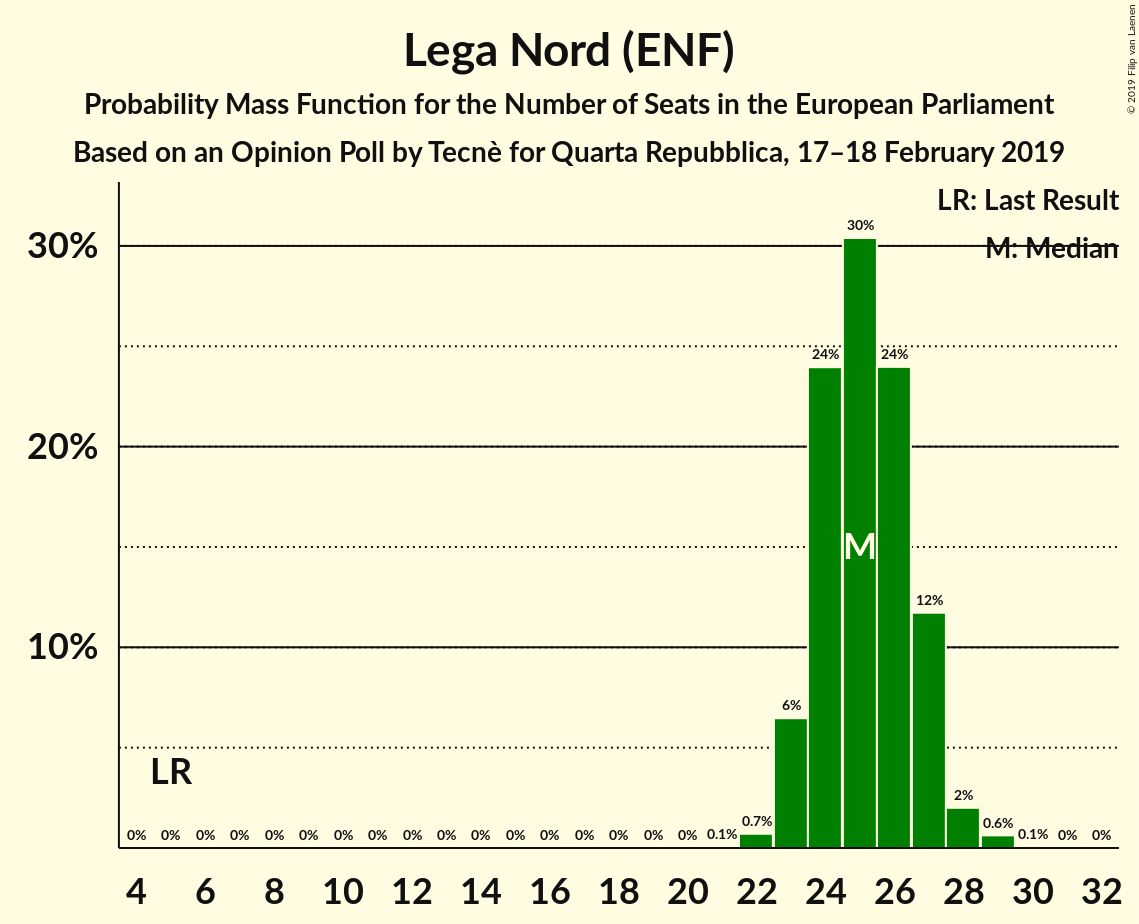 Lega Nord (ENF)
Probability Mass Function for the Number of Seats in the European Parliament
Based on an Opinion Poll by Tecnè for Quarta Repubblica, 17–18 February 2019
© 2019 Filip van Laenen
LR: Last Result
M: Median
30%
20%
10%
30%
24%
24%
M
12%
6%
LR
2%
0% 0% 0% 0% 0% 0% 0% 0% 0% 0% 0% 0% 0% 0% 0% 0% 0% 0.1% 0.7% 0.6% 0.1% 0% 0%
4 6 8 10 12 14 16 18 20 22 24 26 28 30 32